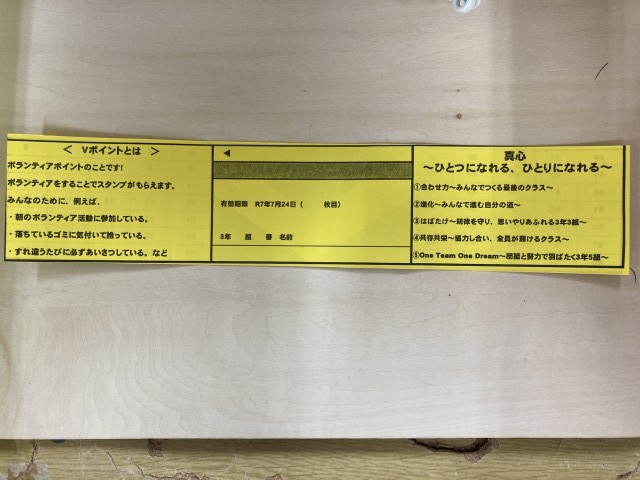 ＜ Vポイントとは ＞
ボランティアポイントのことです!
ボランティアをすることでスタンプがもらえます。
みんなのために、例えば、
・朝のボランティア活動に参加している。
・落ちているゴミに気付いて拾っている。
・すれ違うたびに必ずあいさつしている。など
◀
有効期限 R7年7月24日（ 枚目）
3年 組 番 名前
真心
～ひとつになれる、ひとりになれる～
①合わせ力～みんなでつくる最後のクラス～
②進化～みんなで進む自分の道～
③はばたけ～規律を守り、思いやりあふれる3年3組～
④共存共栄～協力し合い、全員が輝けるクラス～
⑤One Team One Dream～団結と努力で羽ばたく3年5組～